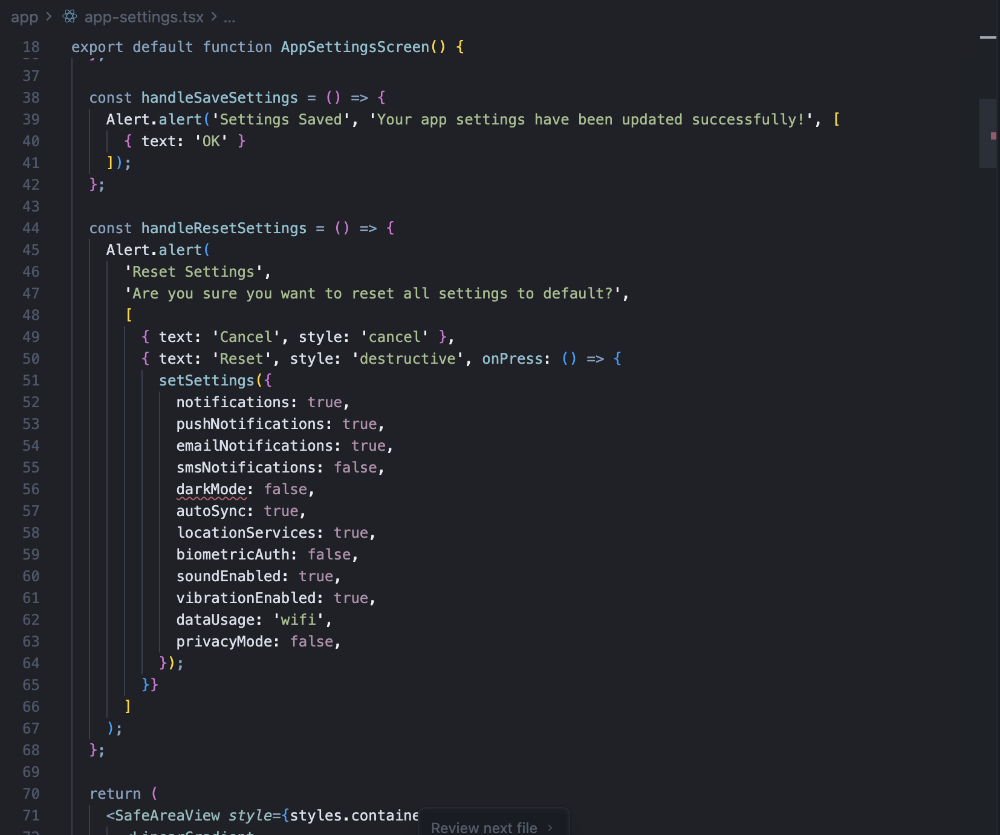 app > app-settings.tsx > ...
18 export default function AppSettingsScreen() {
37
38 const handleSaveSettings = () => {
39 Alert.alert('Settings Saved', 'Your app settings have been updated successfully!', [
40 { text: 'OK' }
41 ]);
42 };
43
44 const handleResetSettings = () => {
45 Alert.alert(
46 'Reset Settings',
47 'Are you sure you want to reset all settings to default?',
48 [
49 { text: 'Cancel', style: 'cancel' },
50 { text: 'Reset', style: 'destructive', onPress: () => {
51 setSettings({
52 notifications: true,
53 pushNotifications: true,
54 emailNotifications: true,
55 smsNotifications: false,
56 darkMode: false,
57 autoSync: true,
58 locationServices: true,
59 biometricAuth: false,
60 soundEnabled: true,
61 vibrationEnabled: true,
62 dataUsage: 'wifi',
63 privacyMode: false,
64 });
65 }}
66 ]
67 );
68 };
69
70 return (
71 <SafeAreaView style={styles.containe
Review next file >
<LinearGradient